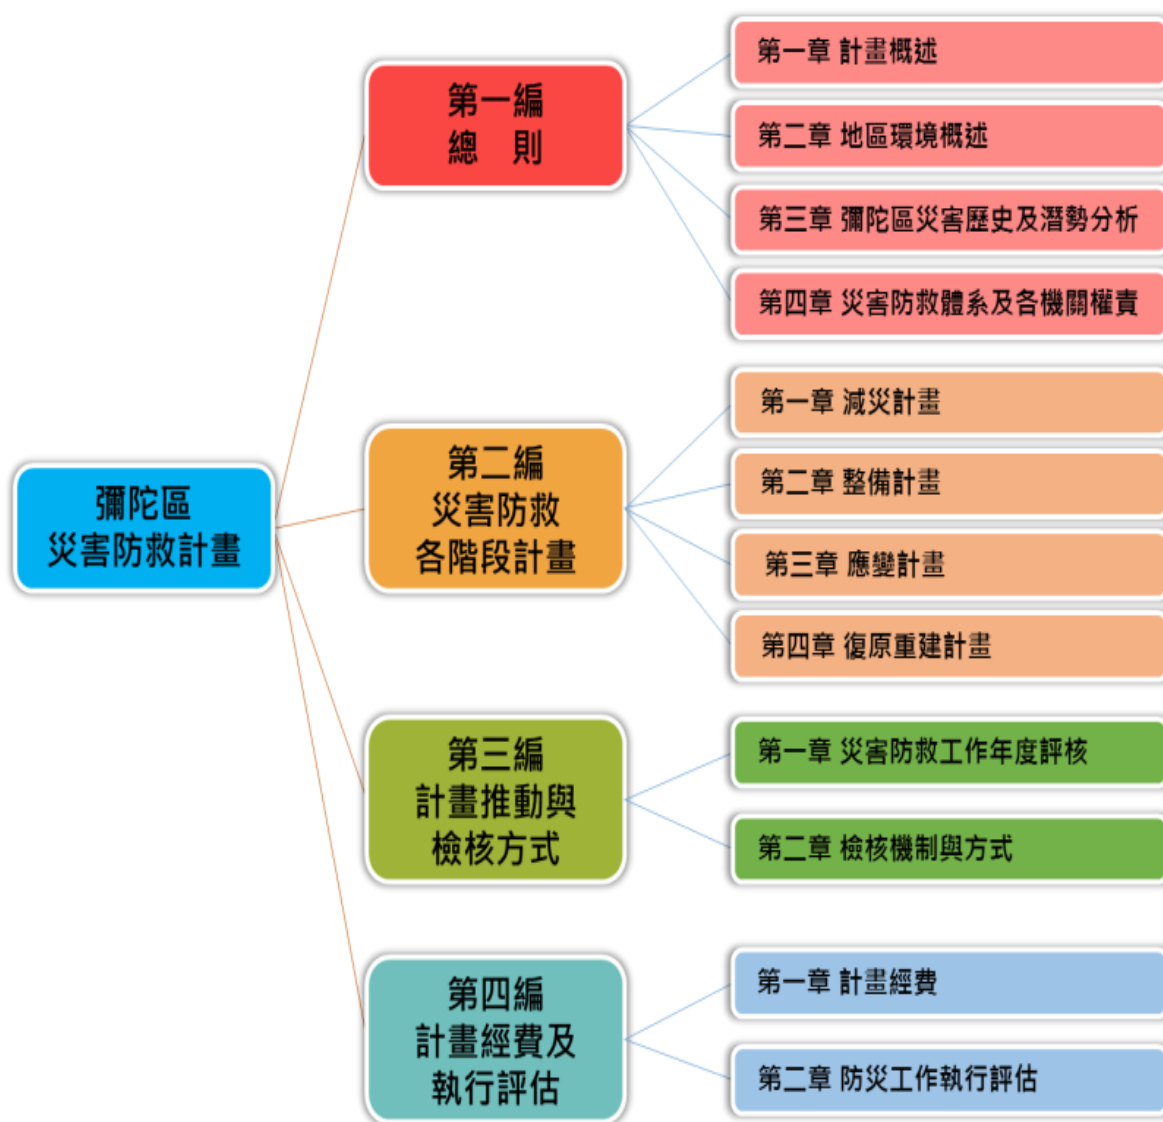 彌陀區
災害防救計畫
第一編
總　則
第一章 計畫概述
第二章 地區環境概述
第三章 彌陀區災害歷史及潛勢分析
第四章 災害防救體系及各機關權責
第二編
災害防救
各階段計畫
第一章 減災計畫
第二章 整備計畫
第三章 應變計畫
第四章 復原重建計畫
第三編
計畫推動與
檢核方式
第一章 災害防救工作年度評核
第二章 檢核機制與方式
第四編
計畫經費及
執行評估
第一章 計畫經費
第二章 防災工作執行評估